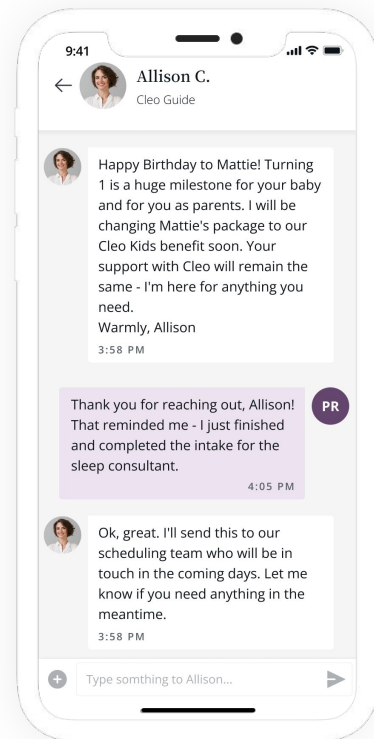 9:41
Allison C.
Cleo Guide
Happy Birthday to Mattie! Turning
1 is a huge milestone for your baby
and for you as parents. I will be
changing Mattie's package to our
Cleo Kids benefit soon. Your
support with Cleo will remain the
same - I'm here for anything you
need.
Warmly, Allison
3:58 PM
Thank you for reaching out, Allison!
That reminded me - I just finished
and completed the intake for the
sleep consultant.
4:05 PM
PR
Ok, great. I'll send this to our
scheduling team who will be in
touch in the coming days. Let me
know if you need anything in the
meantime.
3:58 PM
Type somthing to Allison...